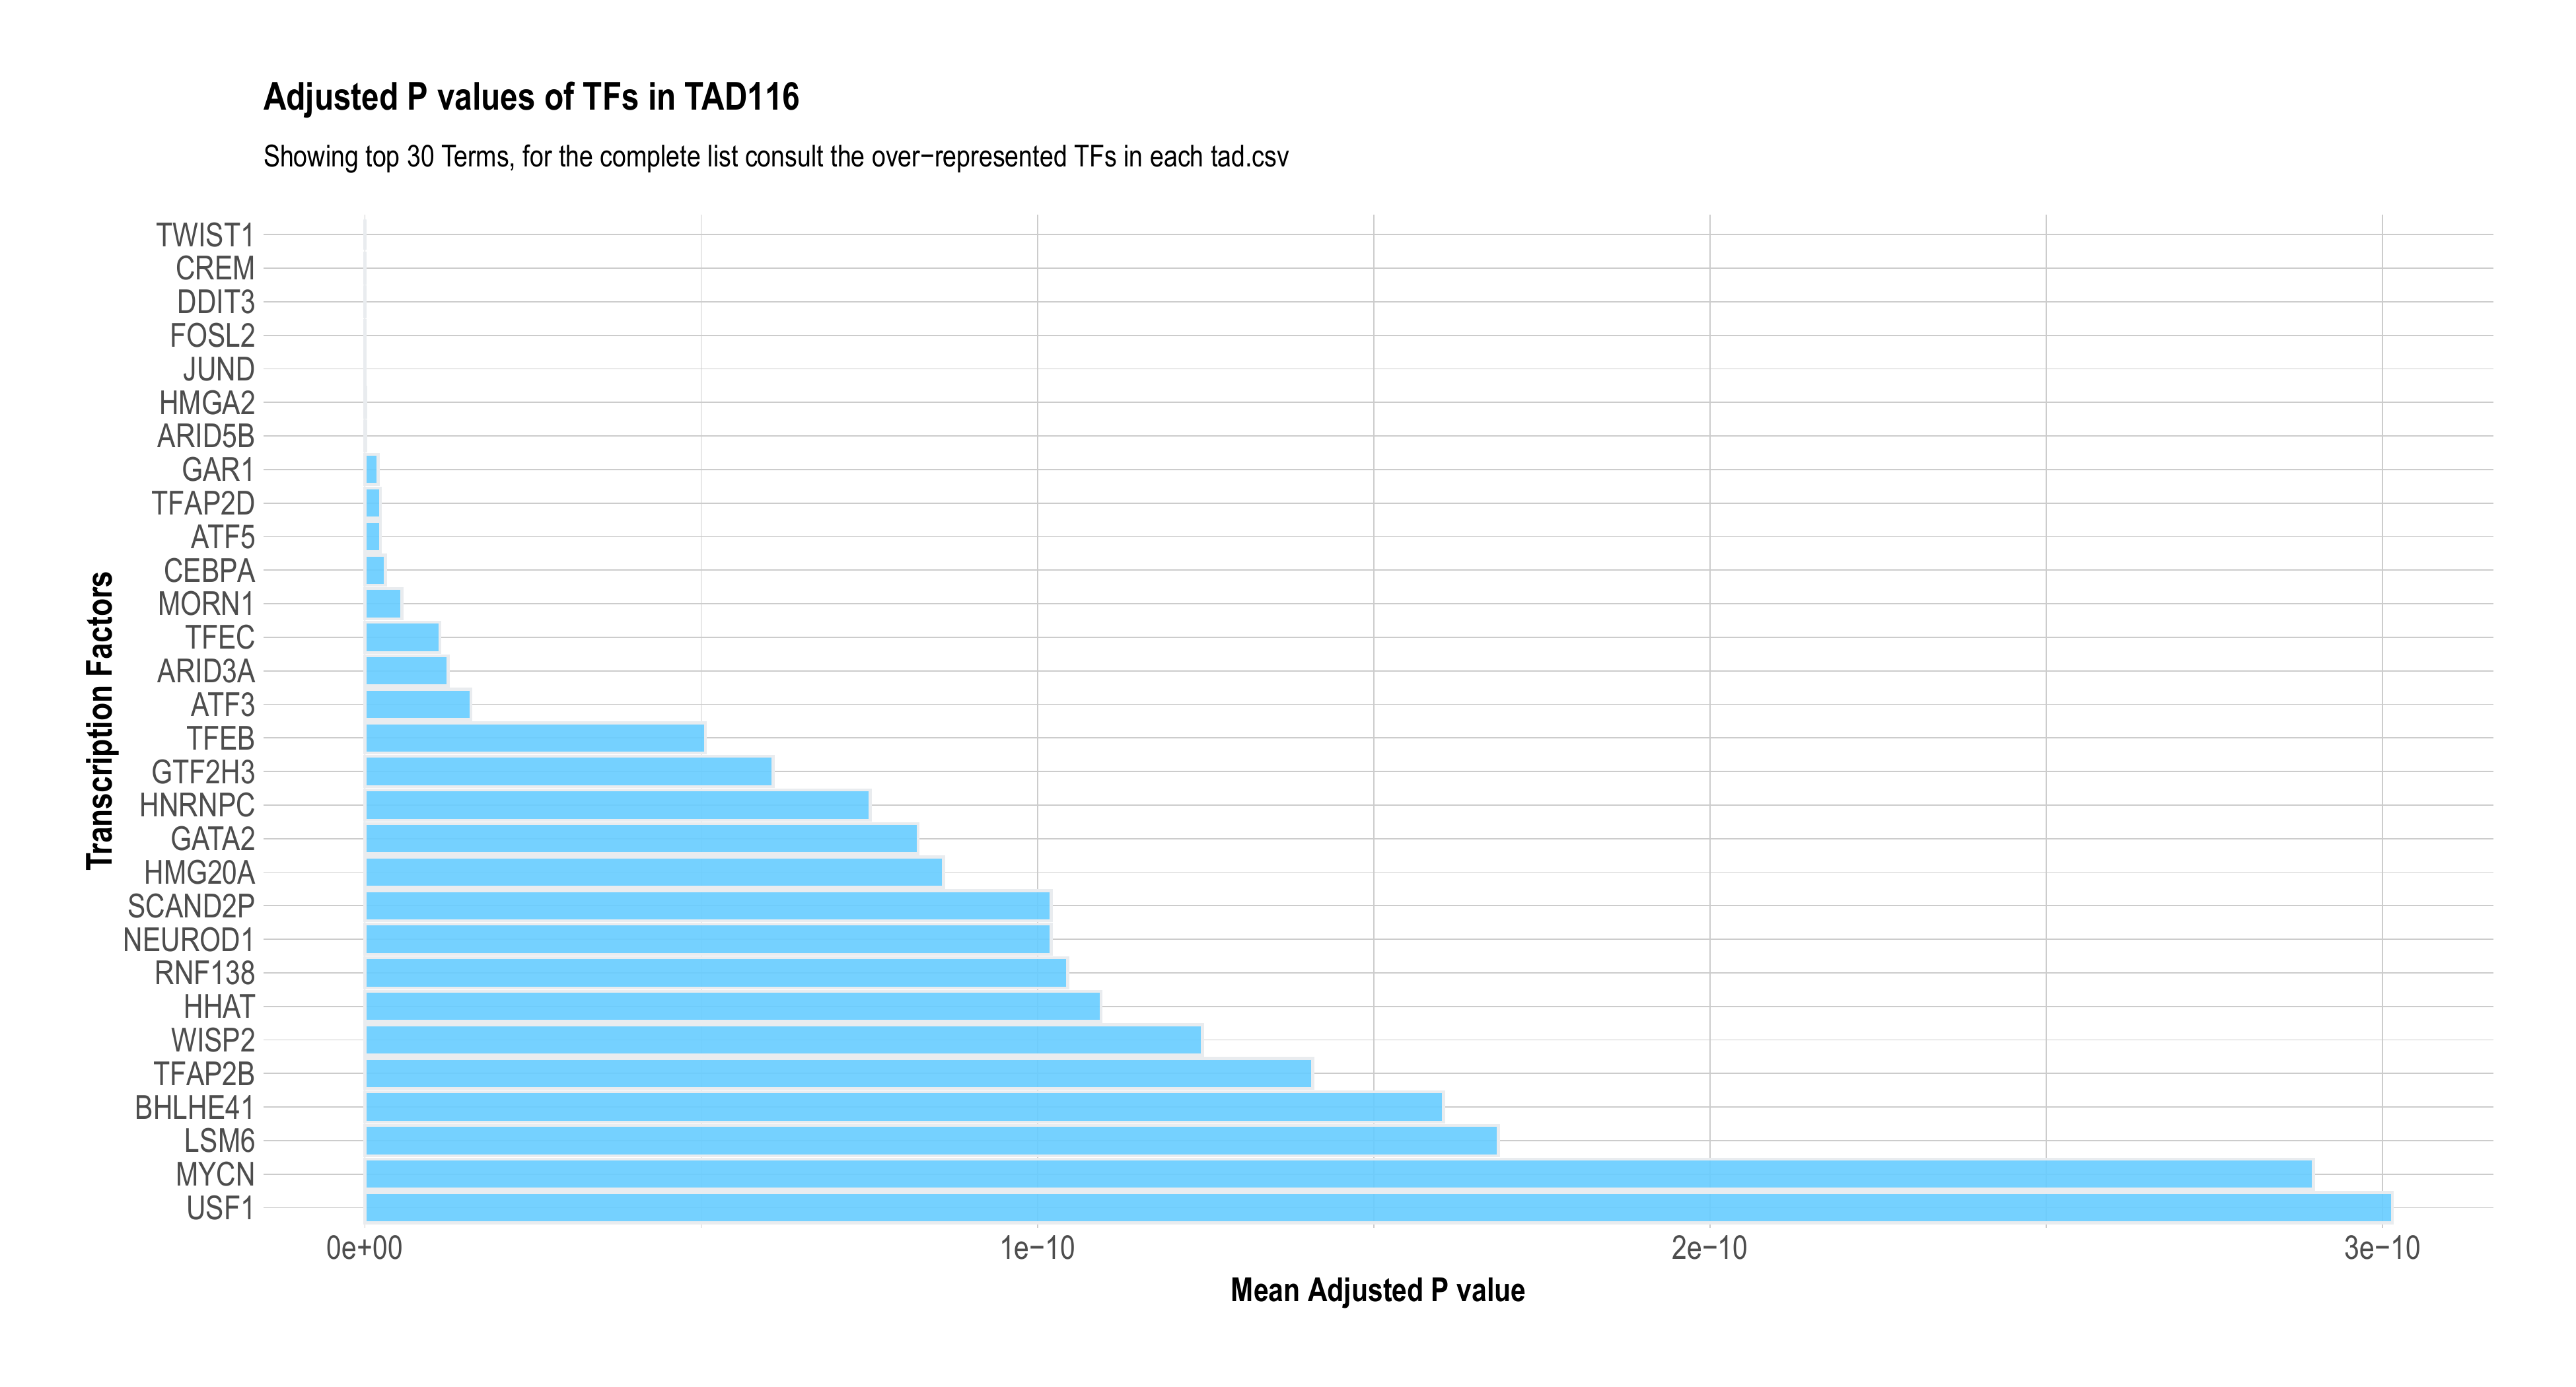 Adjusted P values of TFs in TAD116
Showing top 30 Terms, for the complete list consult the over−represented TFs in each tad.csv
Transcription Factors
TWIST1
CREM
DDIT3
FOSL2
JUND
HMGA2
ARID5B
GAR1
TFAP2D
ATF5
CEBPA
MORN1
TFEC
ARID3A
ATF3
TFEB
GTF2H3
HNRNPC
GATA2
HMG20A
SCAND2P
NEUROD1
RNF138
HHAT
WISP2
TFAP2B
BHLHE41
LSM6
MYCN
USF1
0e+00 1e−10 2e−10 3e−10
Mean Adjusted P value